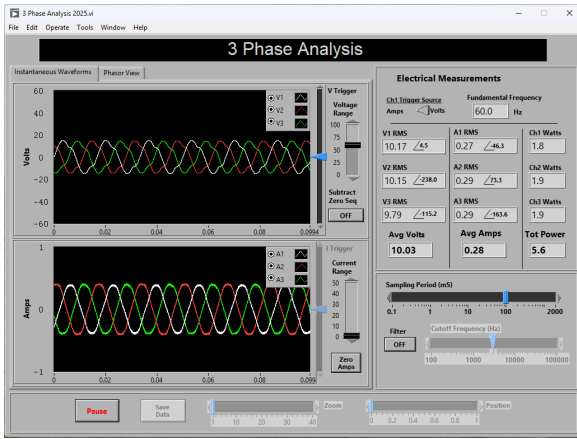 3 Phase Analysis 2025.vi
File Edit Operate Tools Window Help
3 Phase Analysis
Instantaneous Waveforms Phasor View
60
40
20
0
-20
-40
-60
Volts
0 0.02 0.04 0.06 0.08 0.0994
V1
V2
V3
V Trigger
Voltage
Range
100
75
50
25
0
Subtract
Zero Seq
OFF
1
0
-1
Amps
0 0.02 0.04 0.06 0.08 0.099
A1
A2
A3
I Trigger
Current
Range
50
40
30
20
10
0
Zero
Amps
Electrical Measurements
Ch1 Trigger Source
Amps Volts
Fundamental Frequency
60.0 Hz
V1 RMS A1 RMS Ch1 Watts
10.17 4.5 0.27 -46.3 1.8
V2 RMS A2 RMS Ch2 Watts
10.15 -238.0 0.29 73.3 1.9
V3 RMS A3 RMS Ch3 Watts
9.79 -115.2 0.29 -163.6 1.9
Avg Volts Avg Amps Tot Power
10.03 0.28 5.6
Sampling Period (mS)
0.1 1 10 100 2000
Filter
OFF
Cutoff Frequency (Hz)
100 1000 10000 100000
Pause
Save
Data
Zoom
1 10 20 30 40
Position
0 0.2 0.4 0.6 0.8 1